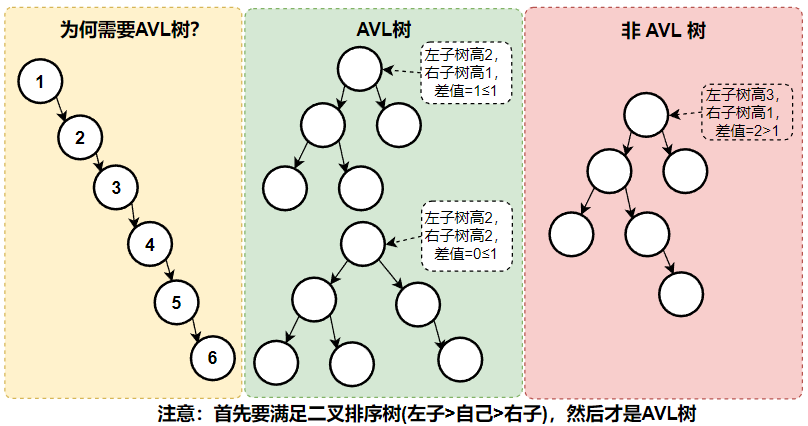 为何需要AVL树?
1
2
3
4
5
6
AVL树
左子树高2，
右子树高1，
差值=1≤1
左子树高2，
右子树高2，
差值=0≤1
非 AVL 树
左子树高3，
右子树高1，
差值=2>1
注意：首先要满足二叉排序树(左子>自己>右子)，然后才是AVL树